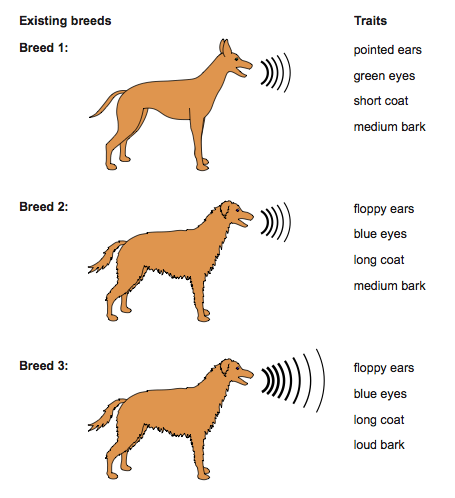 Existing breeds
Traits
Breed 1:
pointed ears
green eyes
short coat
medium bark
Breed 2:
floppy ears
blue eyes
long coat
medium bark
Breed 3:
floppy ears
blue eyes
long coat
loud bark